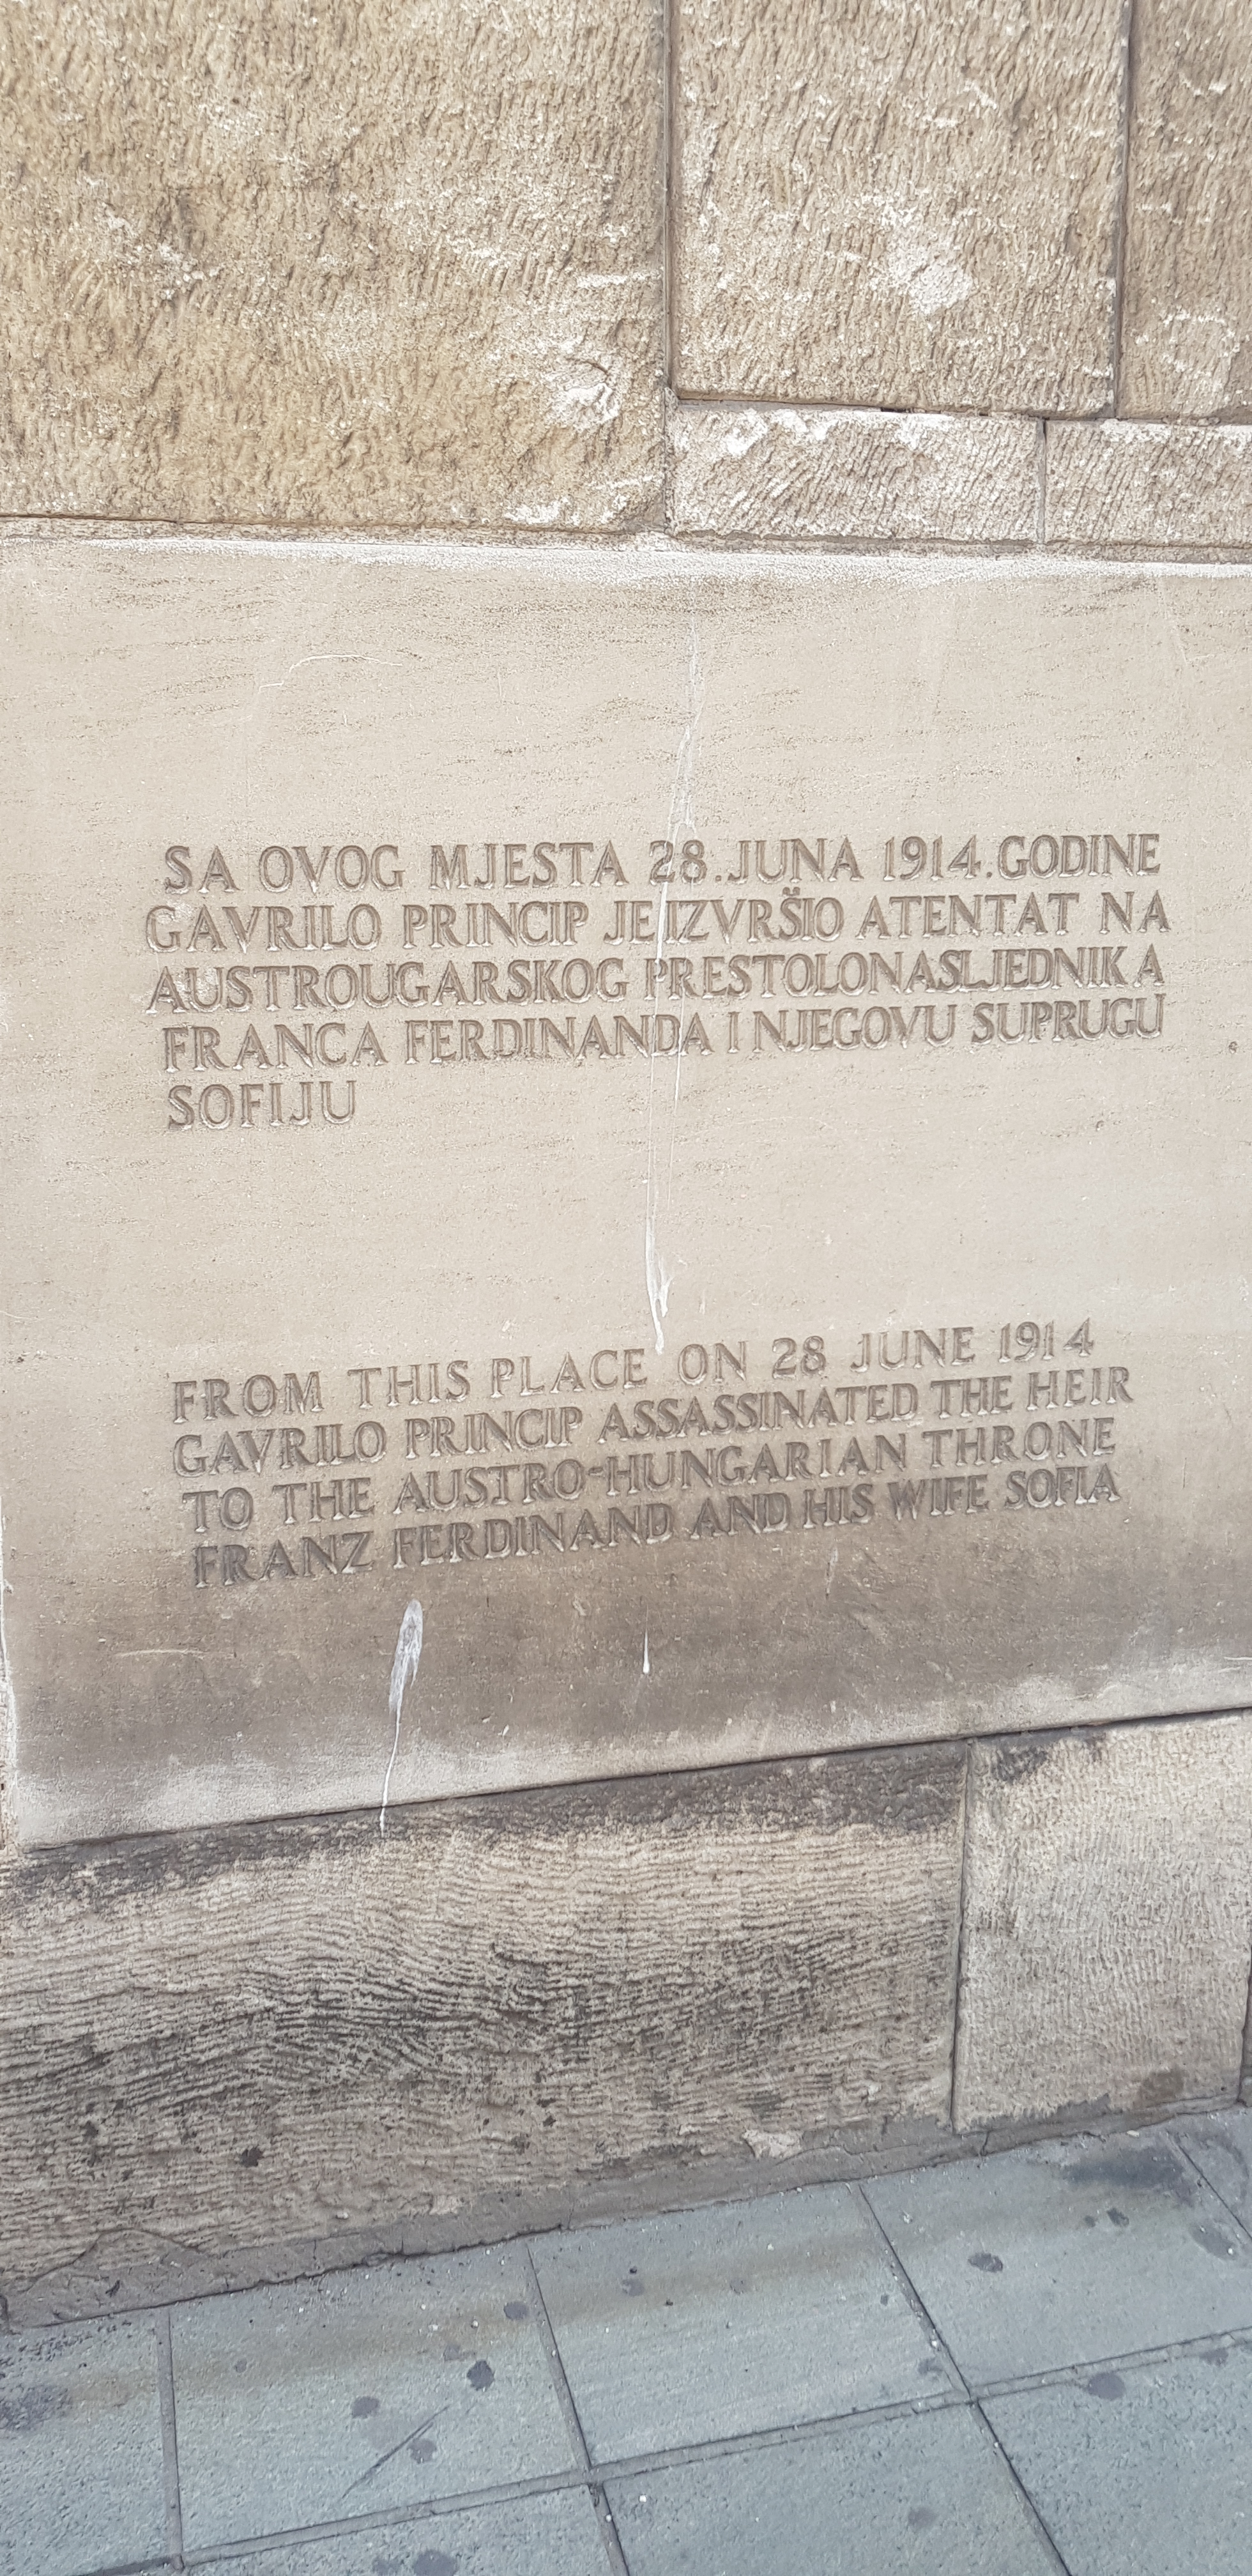 SA OVOG MJESTA 28. JUNA 1914. GODINE
GAVRILO PRINCIP JE IZVRŠIO ATENTAT NA
AUSTROUGARSKOG PRESTOLONASLJEDNIKA
FRANCA FERDINANDA I NJEGOVU SUPRUGU
SOFIJU
FROM THIS PLACE ON 28 JUNE 1914
GAVRILO PRINCIP ASSASSINATED THE HEIR
TO THE AUSTRO-HUNGARIAN THRONE
FRANZ FERDINAND AND HIS WIFE SOFIA